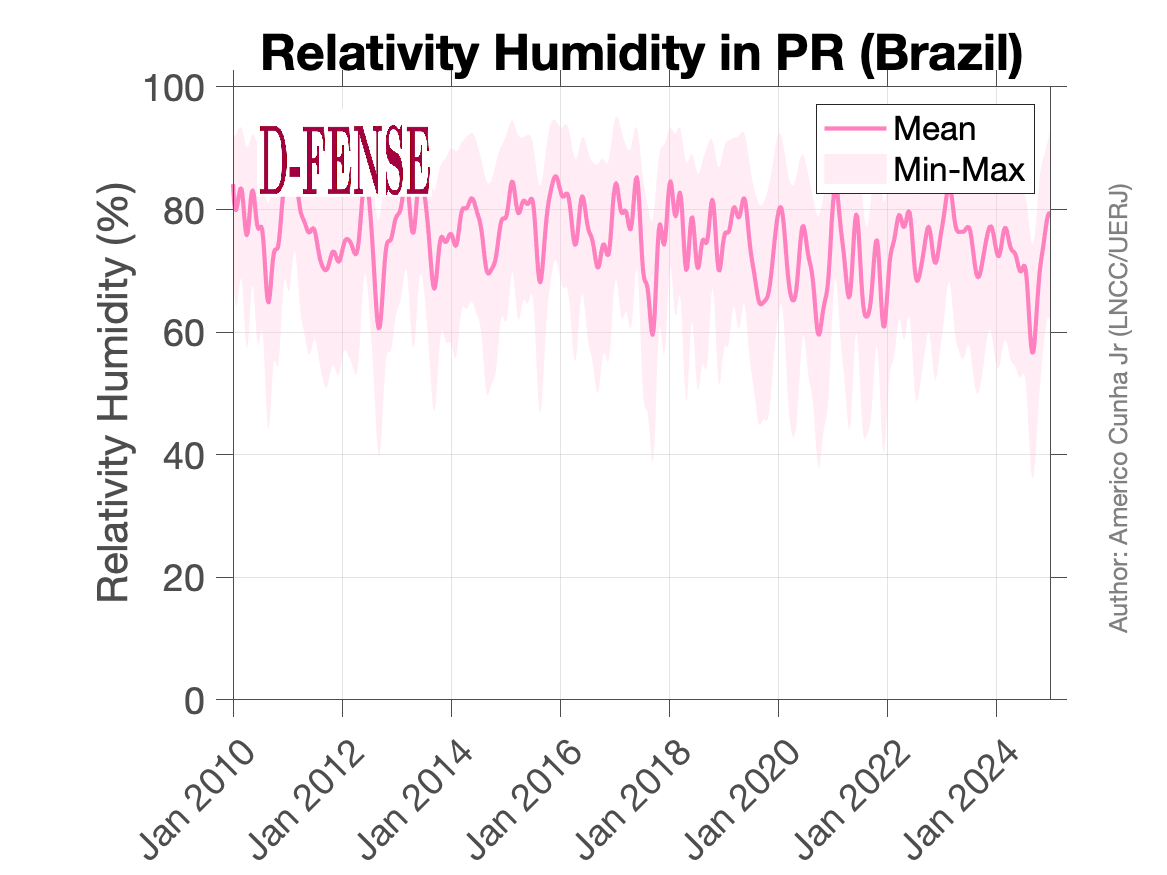 Relativity Humidity in PR (Brazil)
D-FENSE
Mean
Min-Max
Relativity Humidity (%)
100
80
60
40
20
0
Jan 2010
Jan 2012
Jan 2014
Jan 2016
Jan 2018
Jan 2020
Jan 2022
Jan 2024
Author: Americo Cunha Jr (LNCC/UERJ)